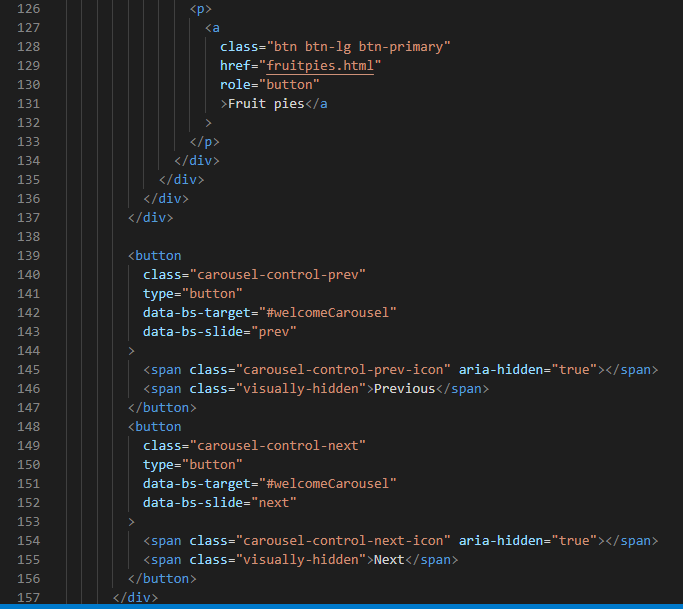 126 <p>
127 <a
128 class="btn btn-lg btn-primary"
129 href="fruitpies.html"
130 role="button"
131 >Fruit pies</a
132 >
133 </p>
134 </div>
135 </div>
136 </div>
137 </div>
138
139 <button
140 class="carousel-control-prev"
141 type="button"
142 data-bs-target="#welcomeCarousel"
143 data-bs-slide="prev"
144 >
145 <span class="carousel-control-prev-icon" aria-hidden="true"></span>
146 <span class="visually-hidden">Previous</span>
147 </button>
148 <button
149 class="carousel-control-next"
150 type="button"
151 data-bs-target="#welcomeCarousel"
152 data-bs-slide="next"
153 >
154 <span class="carousel-control-next-icon" aria-hidden="true"></span>
155 <span class="visually-hidden">Next</span>
156 </button>
157 </div>